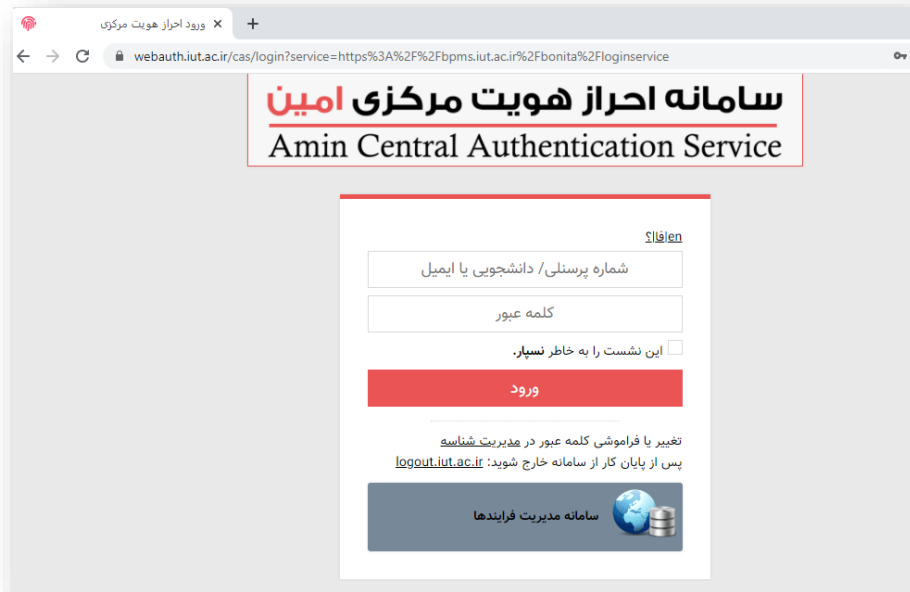 ورود احراز هویت مرکزی
webauth.iut.ac.ir/cas/login?service=https%3A%2F%2Fbpms.iut.ac.ir%2Fbonita%2Floginservice
سامانه احراز هویت مرکزی امین
Amin Central Authentication Service
en|فا|؟
شماره پرسنلی/ دانشجویی یا ایمیل
کلمه عبور
این نشست را به خاطر نسپار.
ورود
تغییر یا فراموشی کلمه عبور در مدیریت شناسه
پس از پایان کار از سامانه خارج شوید: logout.iut.ac.ir
سامانه مدیریت فرایندها